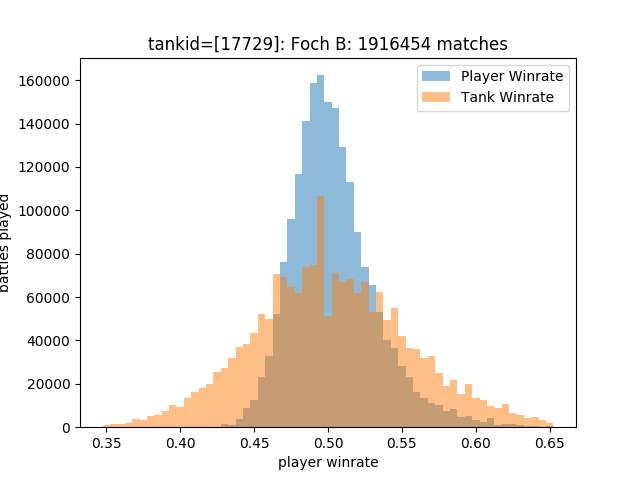 tankid=[17729]: Foch B: 1916454 matches
Player Winrate
Tank Winrate
160000
140000
120000
100000
80000
60000
40000
20000
0
battles played
0.35 0.40 0.45 0.50 0.55 0.60 0.65
player winrate